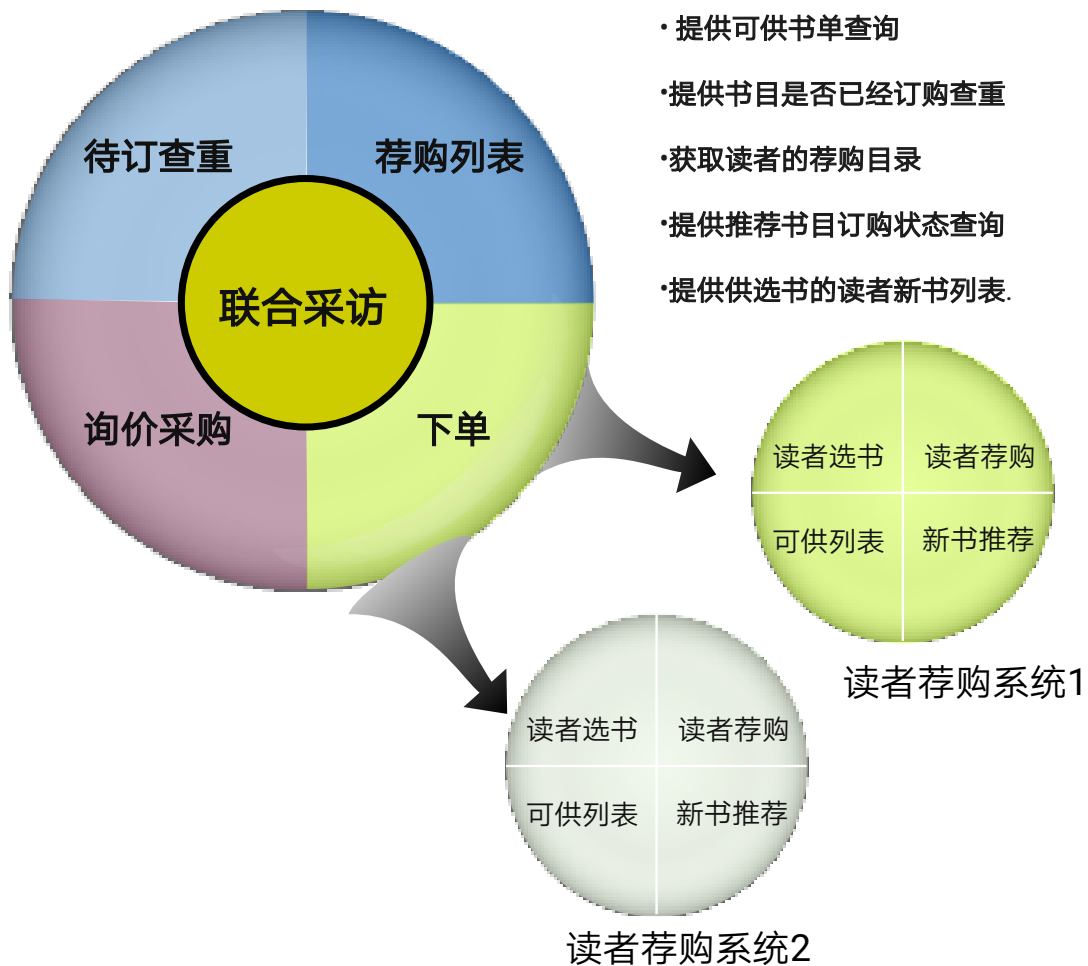 · 提供可供书单查询
·提供书目是否已经订购查重
·获取读者的荐购目录
·提供推荐书目订购状态查询
·提供供选书的读者新书列表.
待订查重
荐购列表
联合采访
询价采购
下单
读者选书
读者荐购
可供列表
新书推荐
读者荐购系统1
读者选书
读者荐购
可供列表
新书推荐
读者荐购系统2